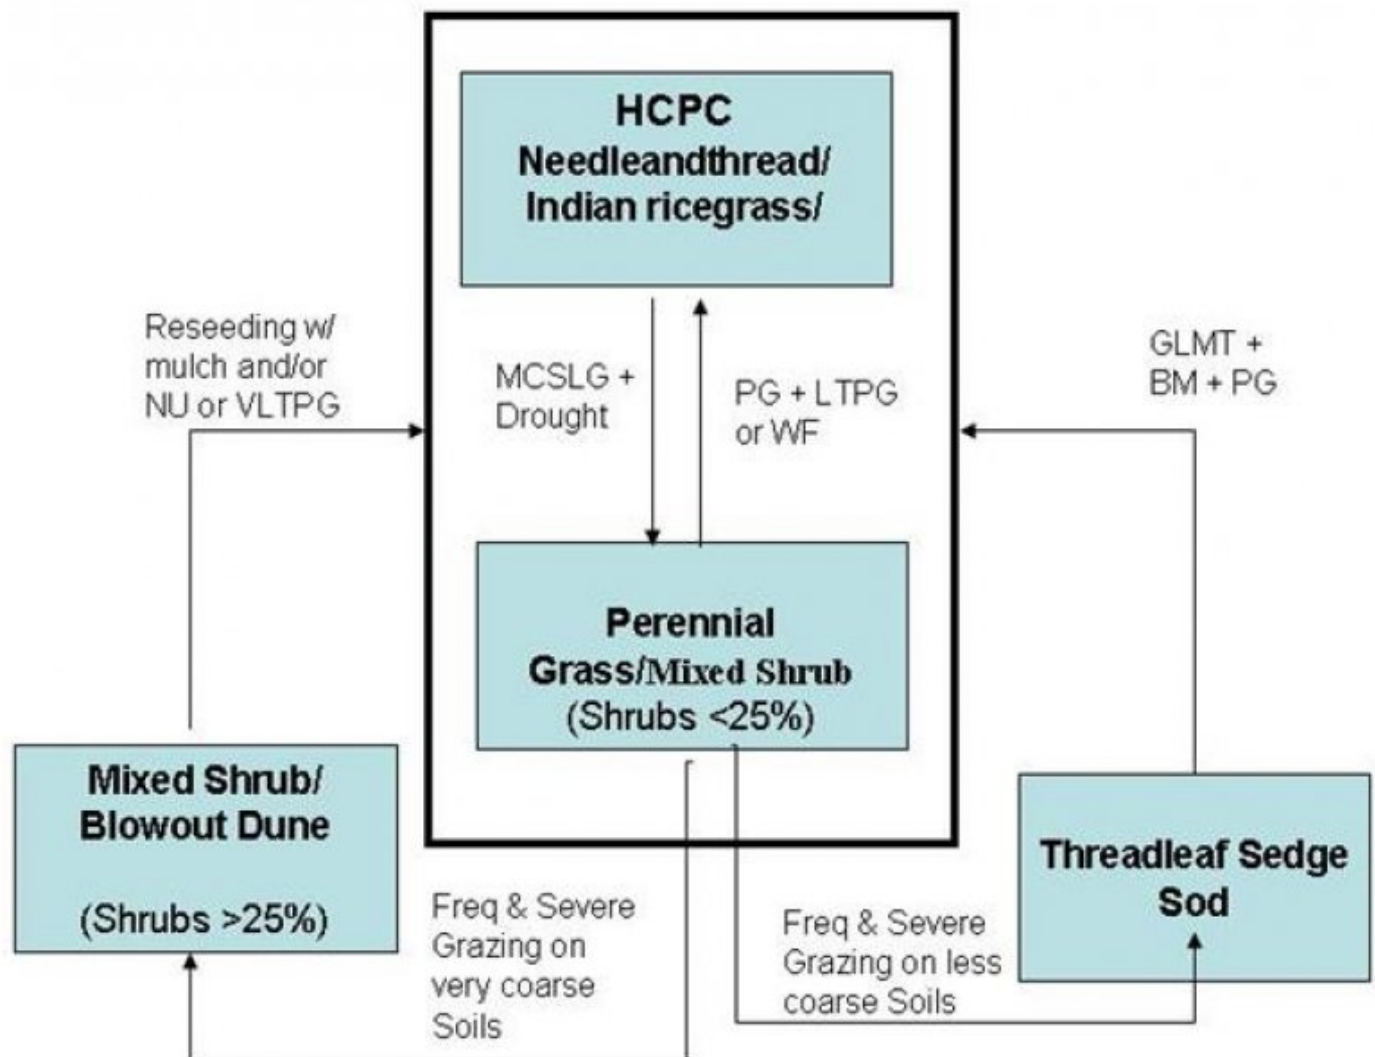 HCPC
Needleandthread/
Indian ricegrass/
Reseeding w/
mulch and/or
NU or VLTPG
MCSLG +
Drought
PG + LTPG
or WF
GLMT +
BM + PG
Perennial
Grass/Mixed Shrub
(Shrubs <25%)
Mixed Shrub/
Blowout Dune
(Shrubs >25%)
Threadleaf Sedge
Sod
Freq & Severe
Grazing on
very coarse
Soils
Freq & Severe
Grazing on less
coarse Soils